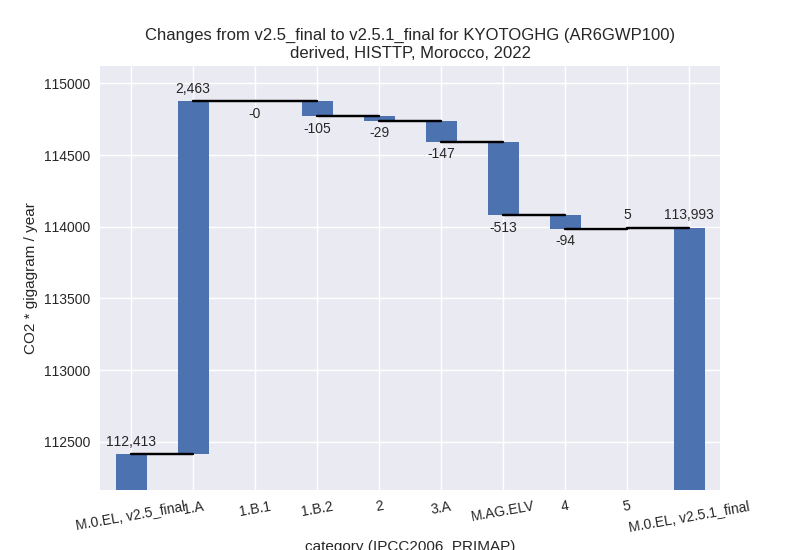 Changes from v2.5_final to v2.5.1_final for KYOTOGHG (AR6GWP100)
derived, HISTTP, Morocco, 2022
CO2 * gigagram / year
115000
114500
114000
113500
113000
112500
112,413
2,463
-0
-105
-29
-147
-513
-94
5
113,993
M.0.EL, v2.5_final
1.A
1.B.1
1.B.2
2
3.A
M.AG.ELV
4
5
M.0.EL, v2.5.1_final
category (IPCC2006_PRIMAP)